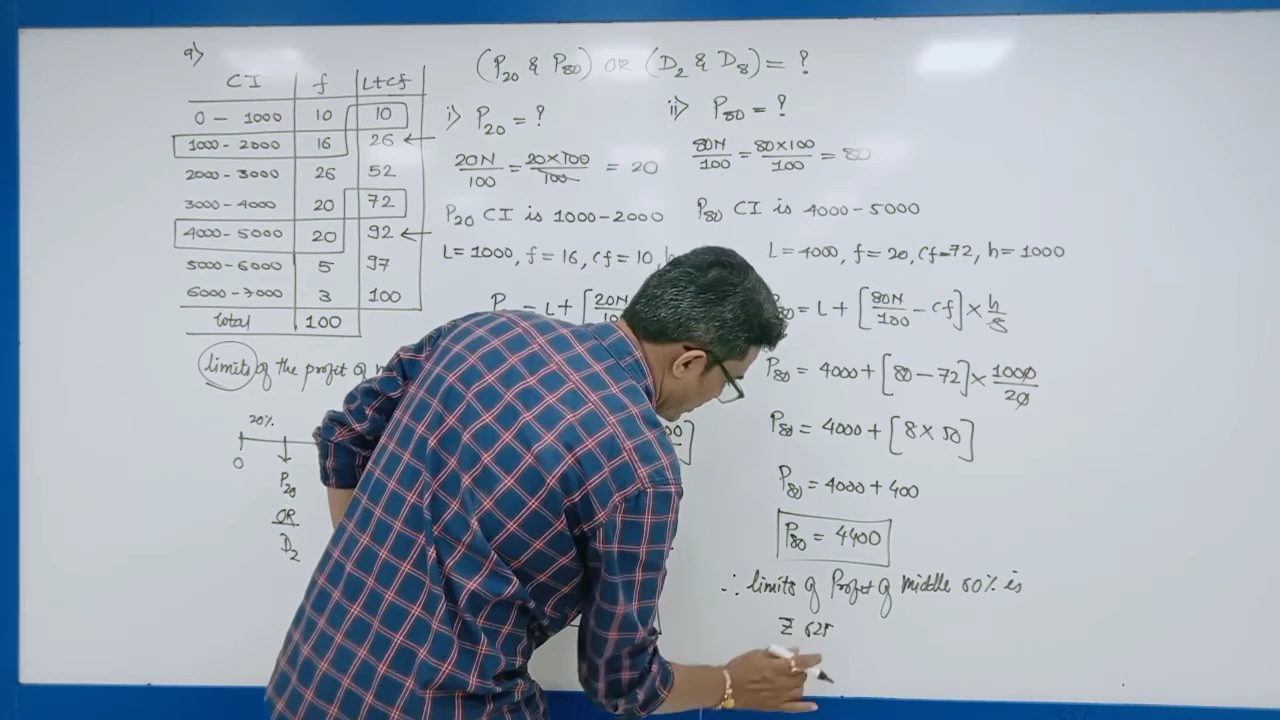 9)
CI f L+cf
0 - 1000 10 10
1000-2000 16 26 ←
2000-3000 26 52
3000-4000 20 72
4000-5000 20 92 ←
5000-6000 5 97
6000-7000 3 100
Total 100
limits of the profit of
20%
0
P20
OR
D2
(P20 & P80) OR (D2 & D8) = ?
i) P20 = ?
20N/100 = 20×100/100 = 20
P20 CI is 1000-2000
L=1000, f=16, cf=10,
P = L + [20N
ii) P80 = ?
80N/100 = 80×100/100 = 80
P80 CI is 4000-5000
L=4000, f=20, cf=72, h=1000
= L + [80N/100 - cf] × h/f
P80 = 4000 + [80-72] × 1000/20
P80 = 4000 + [8 × 50]
P80 = 4000 + 400
P80 = 4400
∴ limits of Profit of middle 60% is